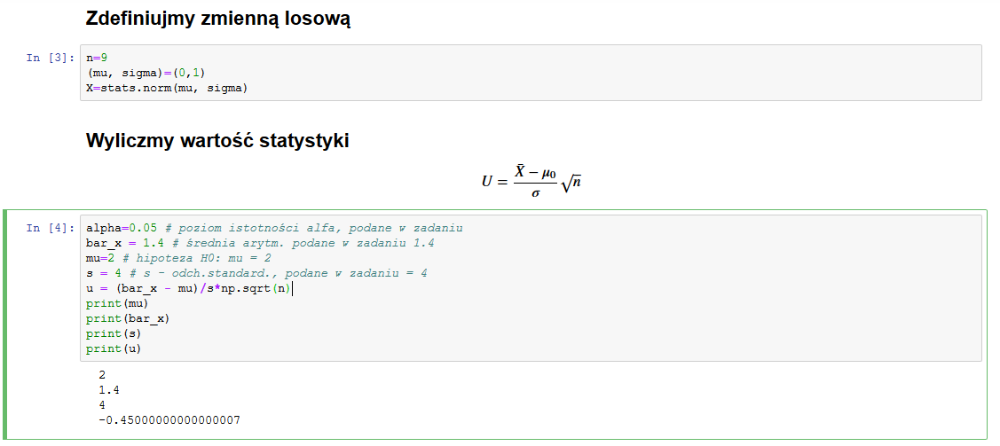 Zdefiniujmy zmienną losową
In [3]: n=9
(mu, sigma)=(0,1)
X=stats.norm(mu, sigma)
Wyliczmy wartość statystyki
U = \frac{\bar{X} - \mu_0}{\sigma} \sqrt{n}
In [4]: alpha=0.05 # poziom istotności alfa, podane w zadaniu
bar_x = 1.4 # średnia arytm. podane w zadaniu 1.4
mu=2 # hipoteza H0: mu = 2
s = 4 # s - odch.standard., podane w zadaniu = 4
u = (bar_x - mu)/s*np.sqrt(n)
print(mu)
print(bar_x)
print(s)
print(u)
2
1.4
4
-0.45000000000000007